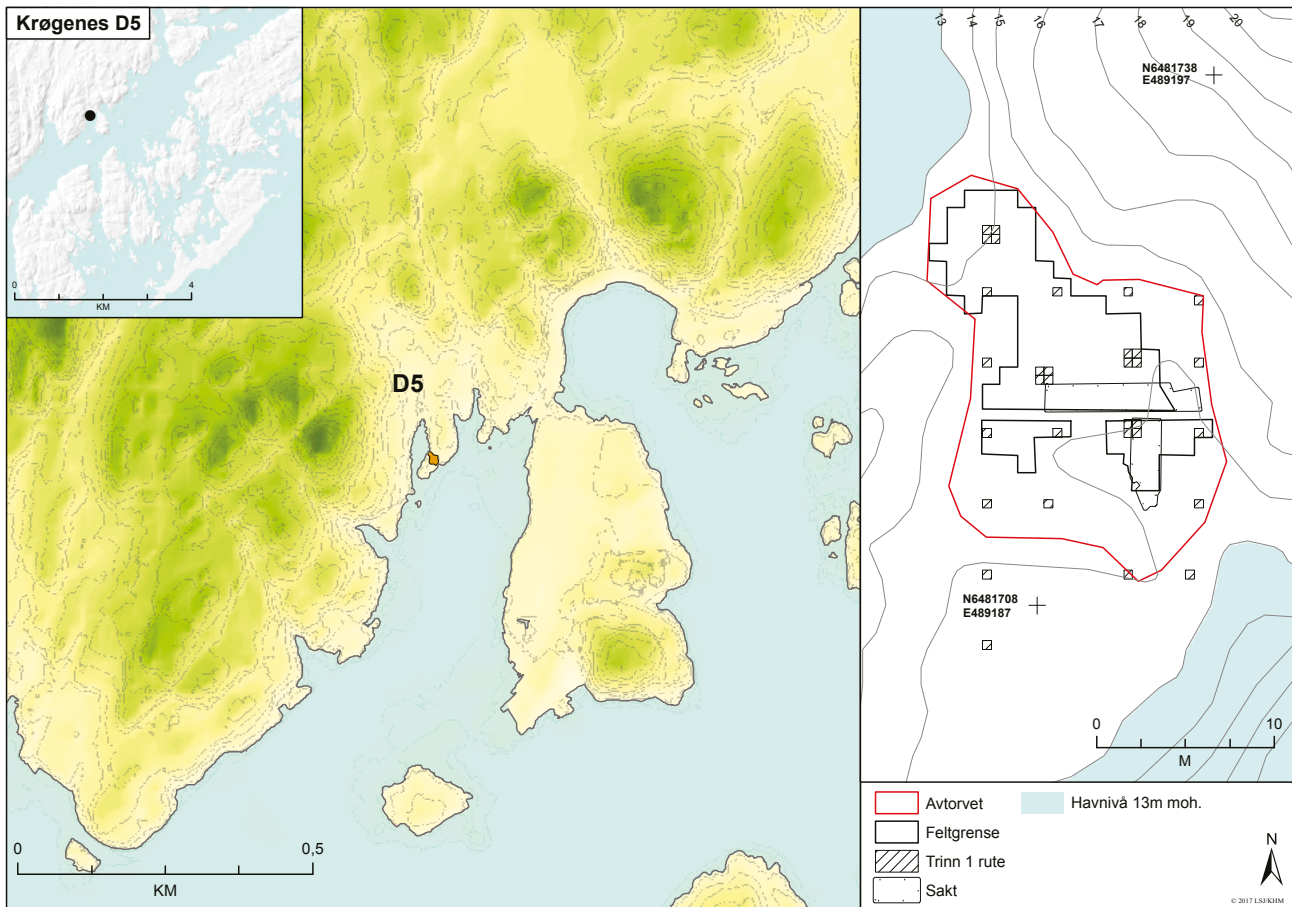 Krøgenes D5
0 4
KM
D5
0 0,5
KM
13 14 15 16 17 18 19 20
N6481738
E489197
N6481708
E489187
0 10
M
Avtorvet
Havnivå 13m moh.
Feltgrense
Trinn 1 rute
Sakt
N
© 2017 LSJ/KHM